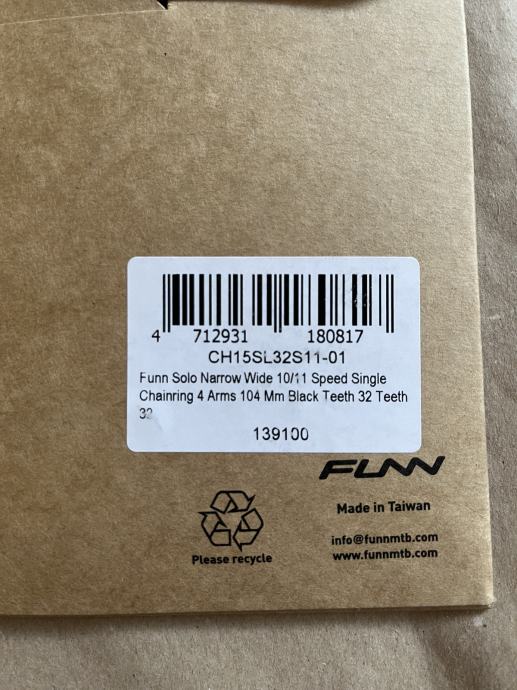 4 712931 180817
CH15SL32S11-01
Funn Solo Narrow Wide 10/11 Speed Single
Chainring 4 Arms 104 Mm Black Teeth 32 Teeth
32
139100
FUNN
Made in Taiwan
Please recycle
info@funnmtb.com
www.funnmtb.com